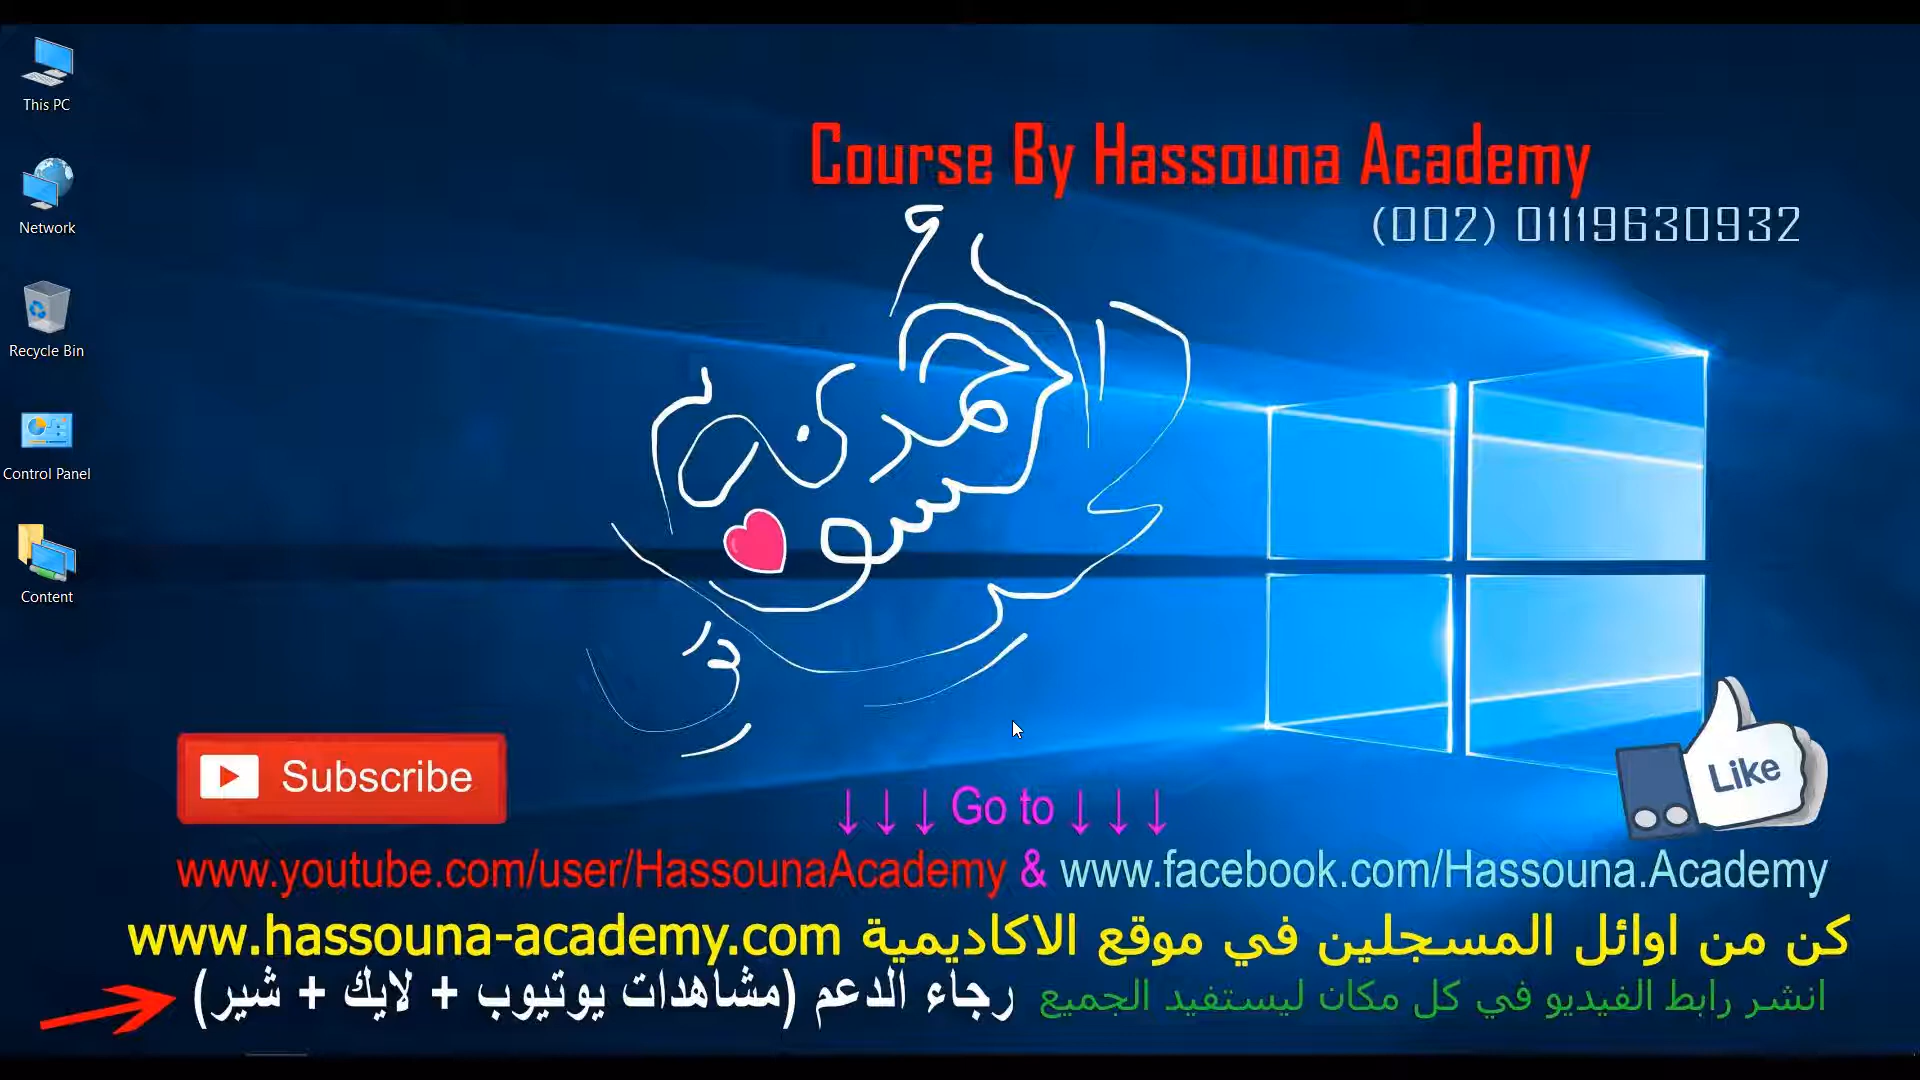 This PC
Network
Recycle Bin
Control Panel
Content
Course By Hassouna Academy
(002) 01119630932
Subscribe
Like
↓ ↓ ↓ Go to ↓ ↓ ↓
www.youtube.com/user/HassounaAcademy & www.facebook.com/Hassouna.Academy
كن من اوائل المسجلين في موقع الاكاديمية www.hassouna-academy.com
انشر رابط الفيديو في كل مكان ليستفيد الجميع رجاء الدعم (مشاهدات يوتيوب + لايك + شير)